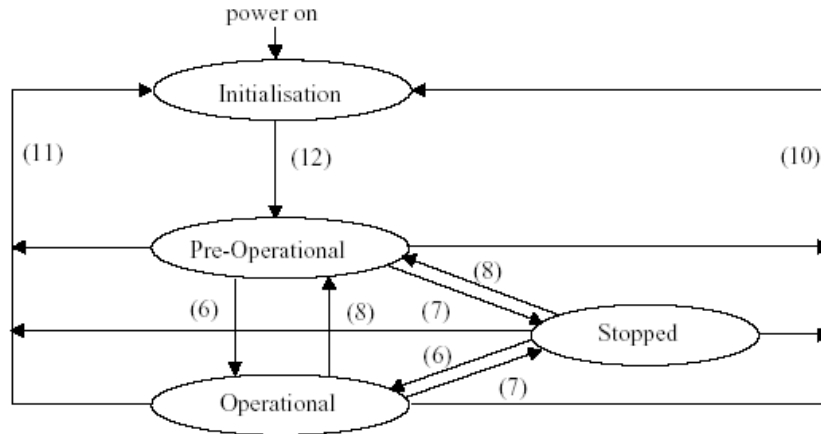 power on
Initialisation
(11)
(12)
(10)
Pre-Operational
(6)
(8)
(7)
(8)
Stopped
(6)
(7)
Operational